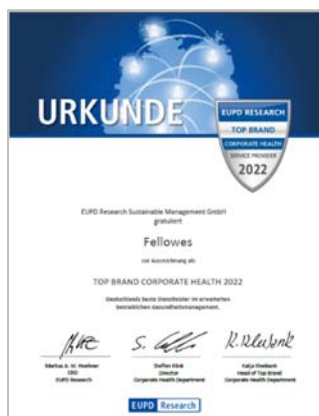 URKUNDE
EUPD RESEARCH
TOP BRAND
CORPORATE HEALTH
SERVICE PROVIDER
2022
EUPD Research Sustainable Management GmbH
gratuliert
Fellowes
zur Auszeichnung als
TOP BRAND CORPORATE HEALTH 2022
Deutschlands beste Dienstleister im erweiterten
betrieblichen Gesundheitsmanagement.
Markus A. W. Hoehner
CEO
EUPD Research
Steffen Klink
Director
Corporate Health Department
Katja Kleebank
Head of Top Brand
Corporate Health Department
EUPD Research